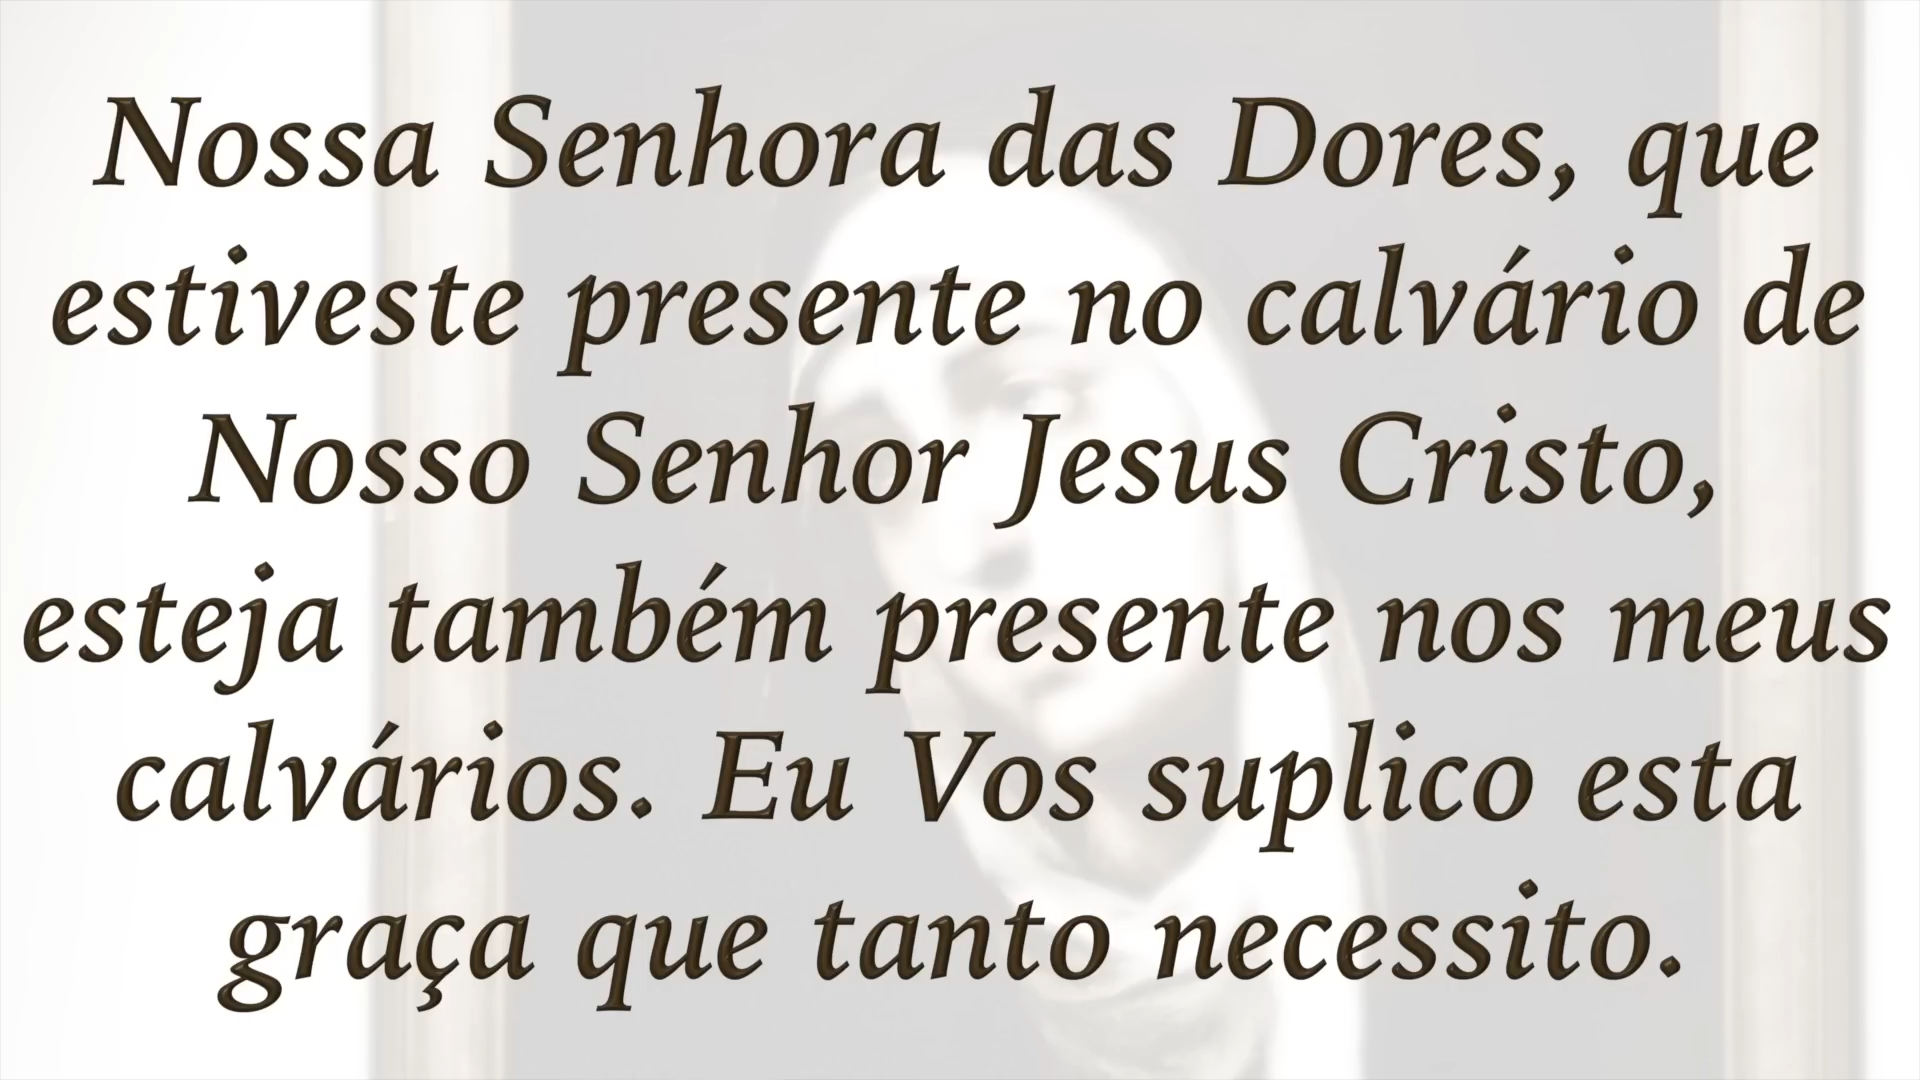 Nossa Senhora das Dores, que
estiveste presente no calvário de
Nosso Senhor Jesus Cristo,
esteja também presente nos meus
calvários. Eu Vos suplico esta
graça que tanto necessito.